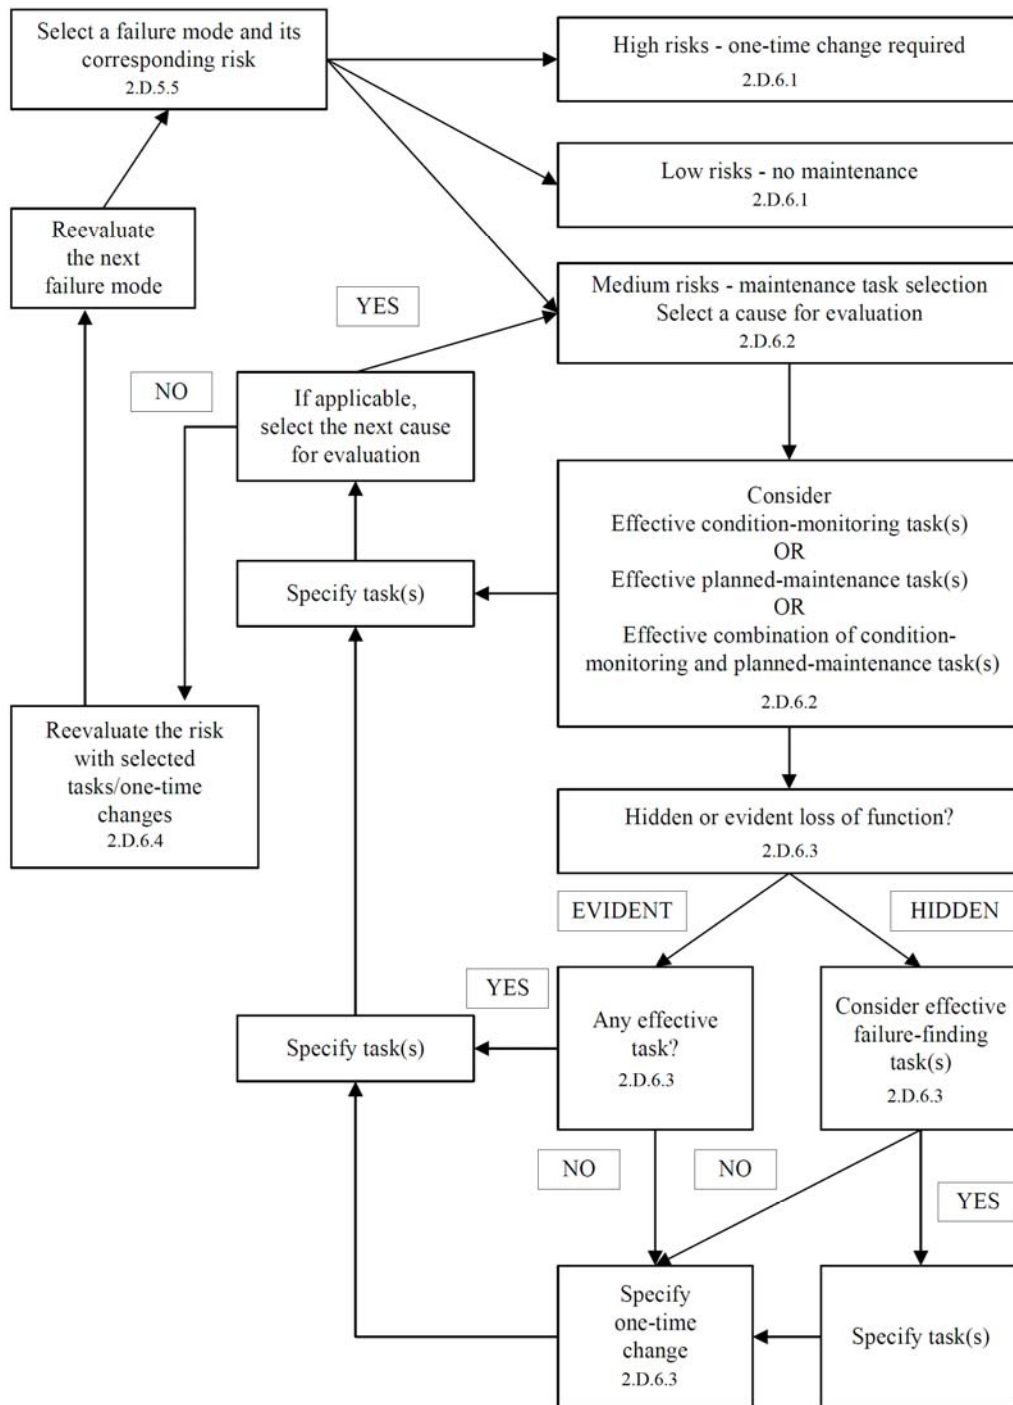 Select a failure mode and its
corresponding risk
2.D.5.5
High risks - one-time change required
2.D.6.1
Low risks - no maintenance
2.D.6.1
Reevaluate
the next
failure mode
YES
Medium risks - maintenance task selection
Select a cause for evaluation
2.D.6.2
NO
If applicable,
select the next cause
for evaluation
Consider
Effective condition-monitoring task(s)
OR
Effective planned-maintenance task(s)
OR
Effective combination of condition-
monitoring and planned-maintenance task(s)
2.D.6.2
Specify task(s)
Reevaluate the risk
with selected
tasks/one-time
changes
2.D.6.4
Hidden or evident loss of function?
2.D.6.3
EVIDENT
HIDDEN
YES
Specify task(s)
Any effective
task?
2.D.6.3
Consider effective
failure-finding
task(s)
2.D.6.3
NO
NO
YES
Specify
one-time
change
2.D.6.3
Specify task(s)